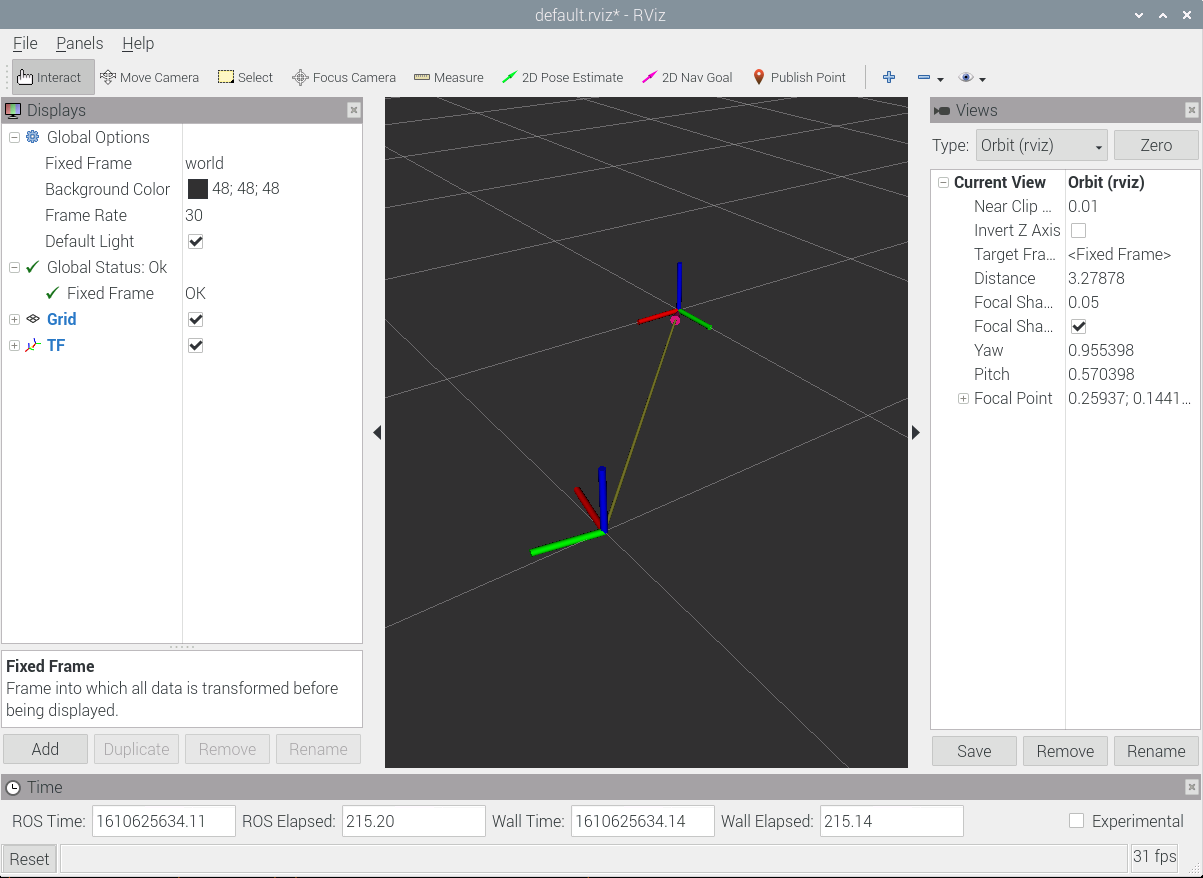 default.rviz* - RViz
File Panels Help
Interact Move Camera Select Focus Camera Measure 2D Pose Estimate 2D Nav Goal Publish Point
Displays
Global Options
Fixed Frame world
Background Color 48; 48; 48
Frame Rate 30
Default Light
Global Status: Ok
Fixed Frame OK
Grid
TF
Fixed Frame
Frame into which all data is transformed before
being displayed.
Add Duplicate Remove Rename
Views
Type: Orbit (rviz) Zero
Current View Orbit (rviz)
Near Clip ... 0.01
Invert Z Axis
Target Fra... <Fixed Frame>
Distance 3.27878
Focal Sha... 0.05
Focal Sha...
Yaw 0.955398
Pitch 0.570398
Focal Point 0.25937; 0.1441...
Save Remove Rename
Time
ROS Time: 1610625634.11 ROS Elapsed: 215.20 Wall Time: 1610625634.14 Wall Elapsed: 215.14 Experimental
Reset 31 fps